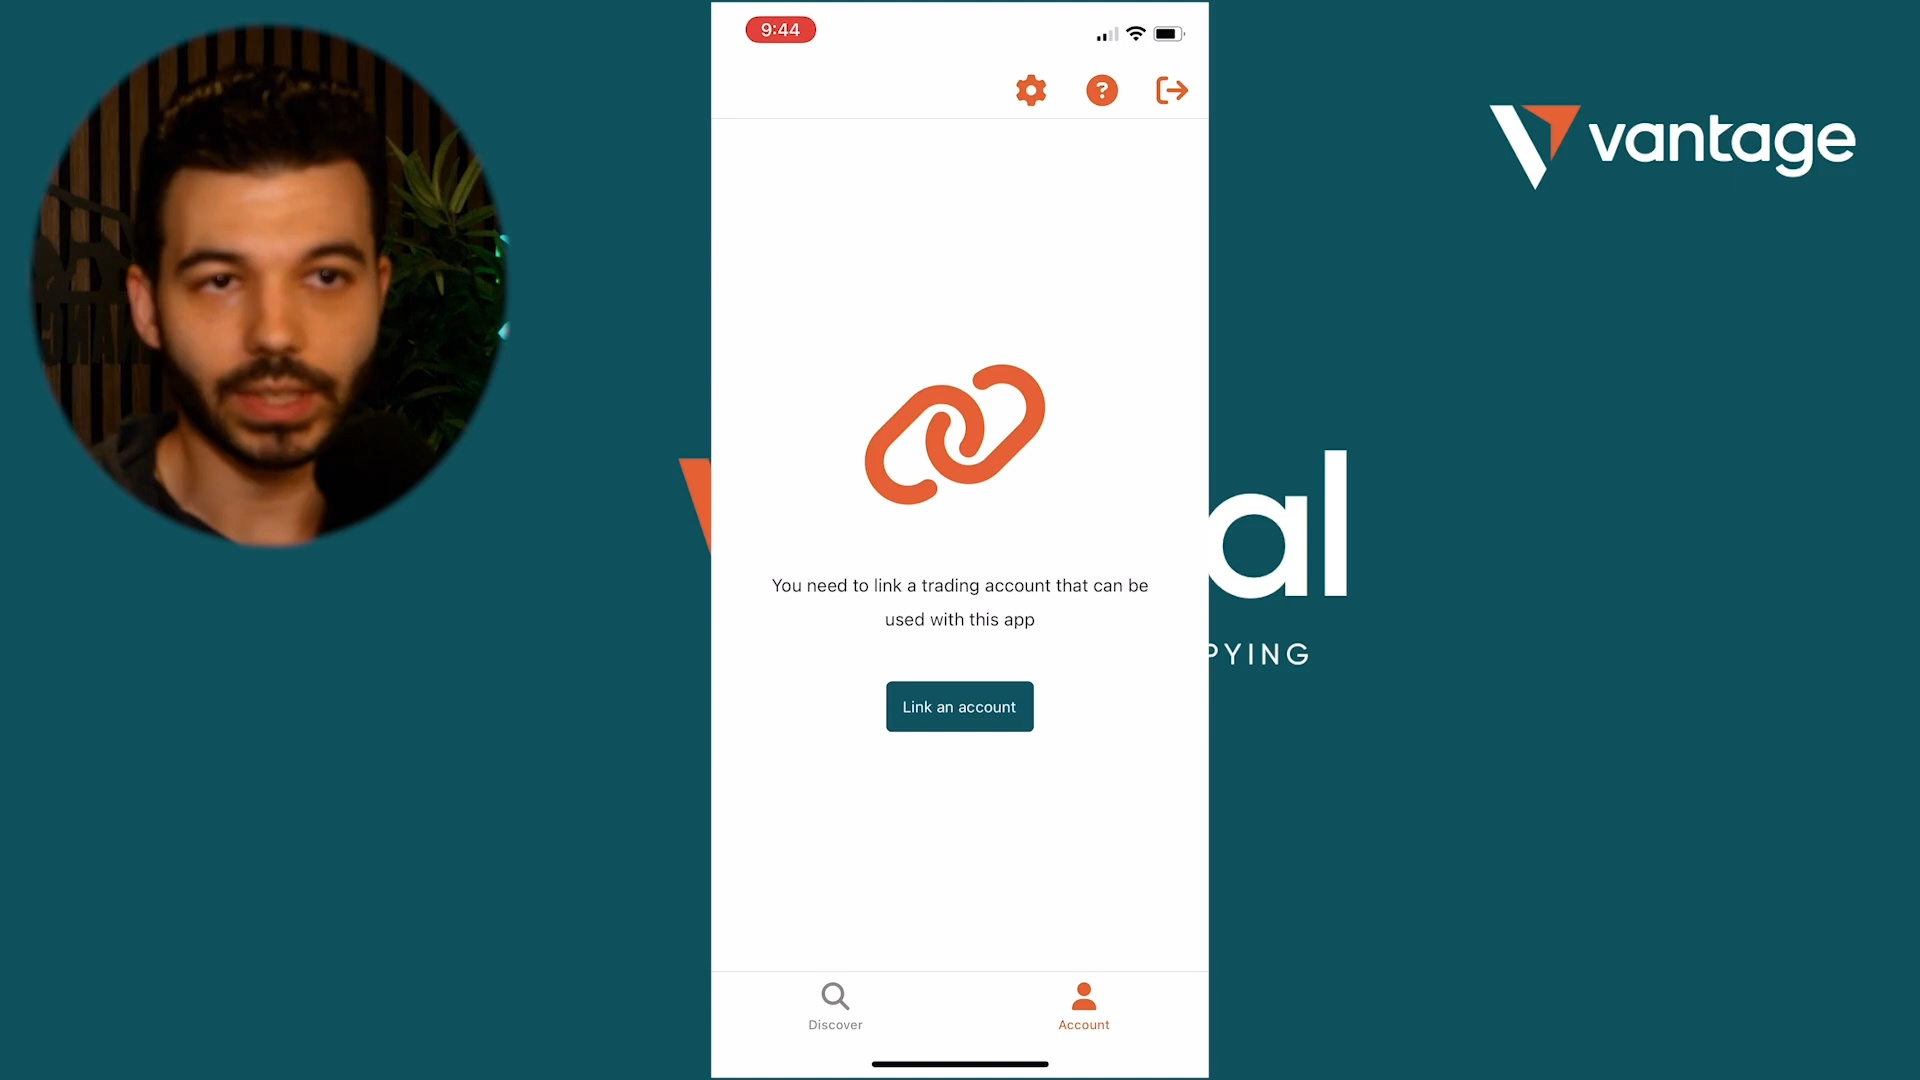 9:44
?
vantage
You need to link a trading account that can be
used with this app
al
PYING
Link an account
Discover
Account